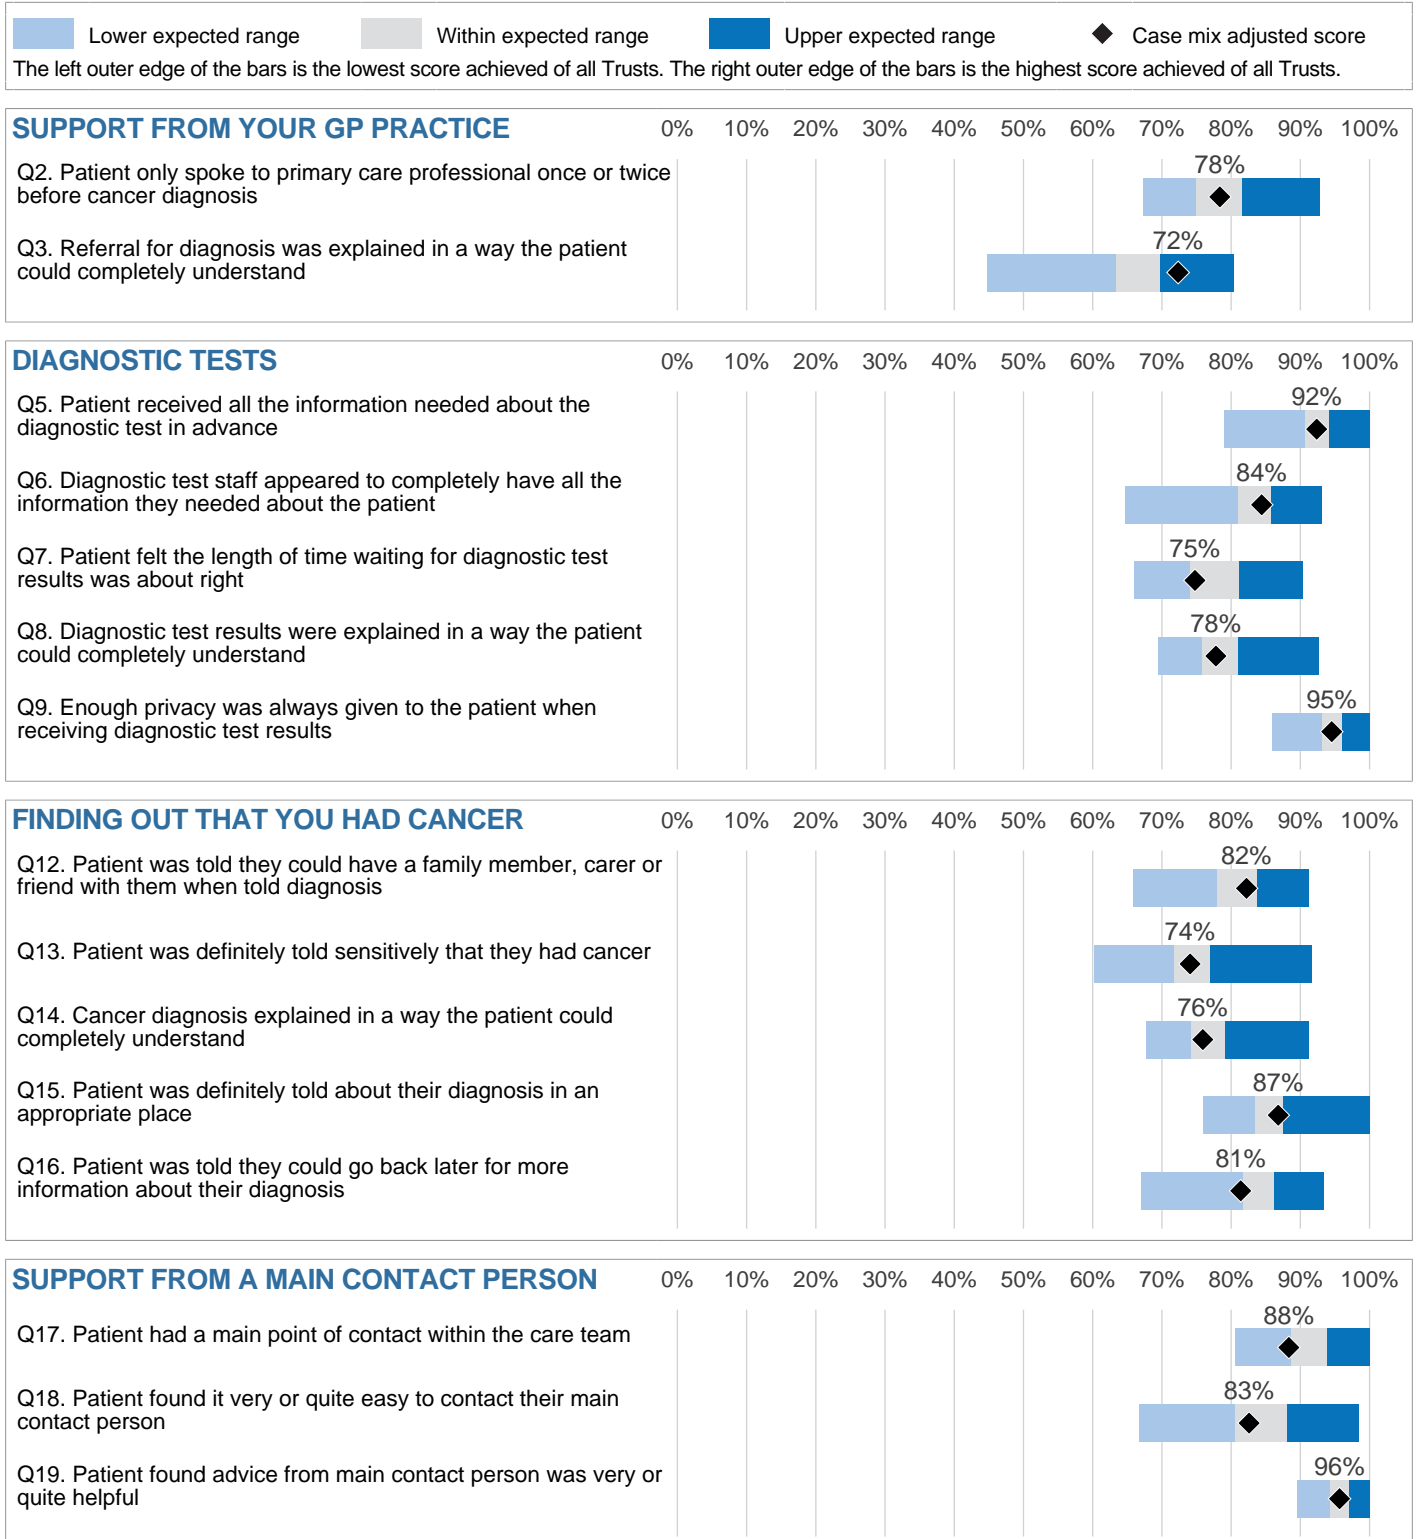 Lower expected range Within expected range Upper expected range Case mix adjusted score
The left outer edge of the bars is the lowest score achieved of all Trusts. The right outer edge of the bars is the highest score achieved of all Trusts.
SUPPORT FROM YOUR GP PRACTICE 0% 10% 20% 30% 40% 50% 60% 70% 80% 90% 100%
78%
Q2. Patient only spoke to primary care professional once or twice
before cancer diagnosis
72%
Q3. Referral for diagnosis was explained in a way the patient
could completely understand
DIAGNOSTIC TESTS 0% 10% 20% 30% 40% 50% 60% 70% 80% 90% 100%
92%
Q5. Patient received all the information needed about the
diagnostic test in advance
84%
Q6. Diagnostic test staff appeared to completely have all the
information they needed about the patient
75%
Q7. Patient felt the length of time waiting for diagnostic test
results was about right
78%
Q8. Diagnostic test results were explained in a way the patient
could completely understand
95%
Q9. Enough privacy was always given to the patient when
receiving diagnostic test results
FINDING OUT THAT YOU HAD CANCER 0% 10% 20% 30% 40% 50% 60% 70% 80% 90% 100%
82%
Q12. Patient was told they could have a family member, carer or
friend with them when told diagnosis
74%
Q13. Patient was definitely told sensitively that they had cancer
76%
Q14. Cancer diagnosis explained in a way the patient could
completely understand
87%
Q15. Patient was definitely told about their diagnosis in an
appropriate place
81%
Q16. Patient was told they could go back later for more
information about their diagnosis
SUPPORT FROM A MAIN CONTACT PERSON 0% 10% 20% 30% 40% 50% 60% 70% 80% 90% 100%
88%
Q17. Patient had a main point of contact within the care team
83%
Q18. Patient found it very or quite easy to contact their main
contact person
96%
Q19. Patient found advice from main contact person was very or
quite helpful